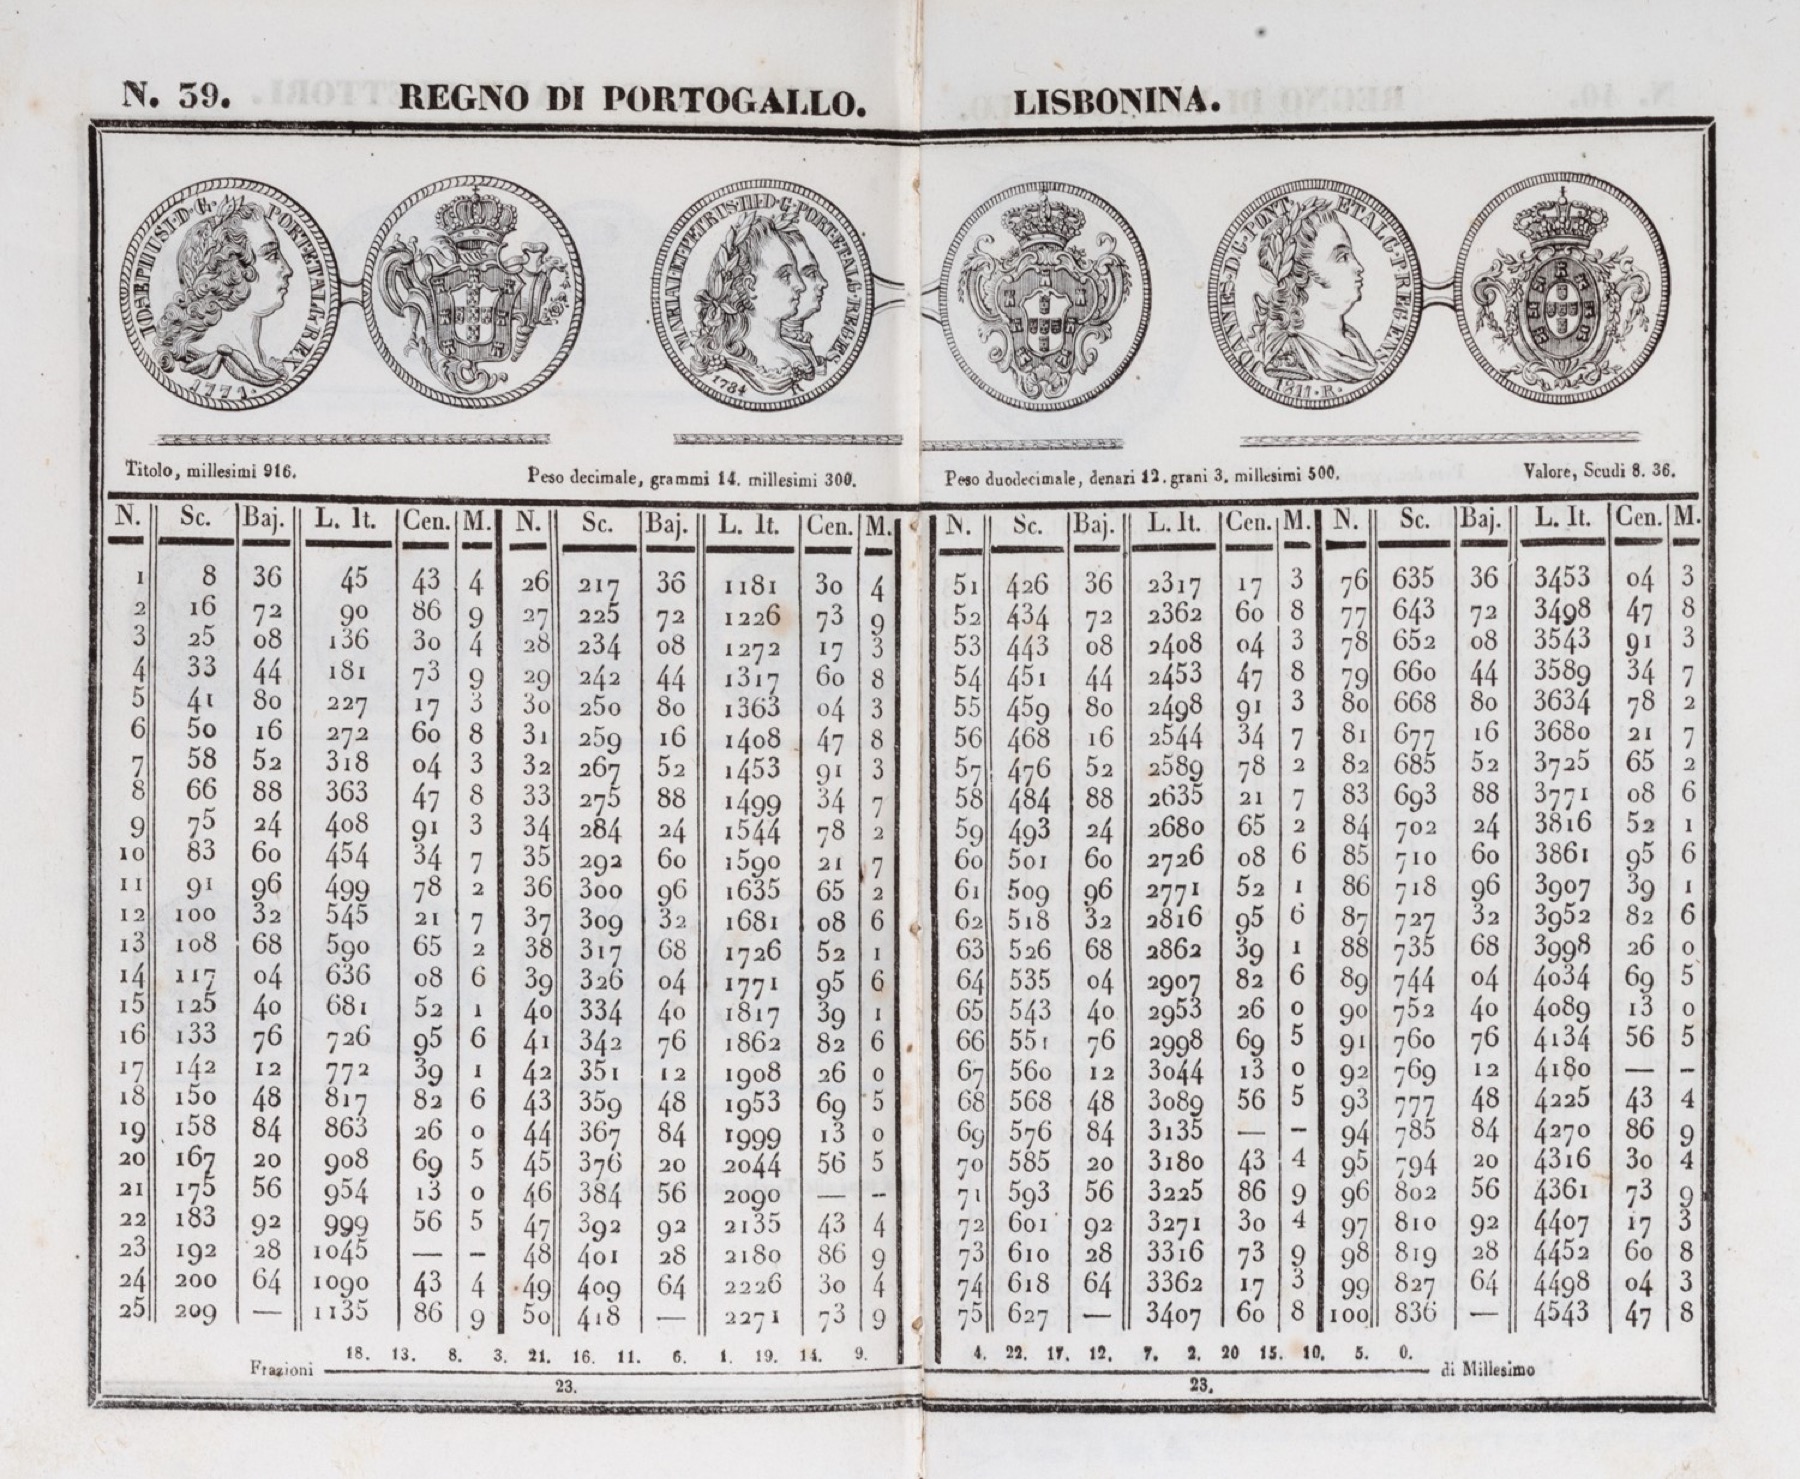 N. 39. REGNO DI PORTOGALLO. LISBONINA.
IOSEPHUS·I·D·G· PORT·ET·ALG·REX
1771·
MARIA·I·ET·PETRUS·III·D·G·PORT·ET·ALG·REGES
1784 R
IOANNES·D·G·PORT· ET·ALG·P·REGENS
1811·R·
Titolo, millesimi 916. Peso decimale, grammi 14. millesimi 300. Peso duodecimale, denari 12. grani 3. millesimi 500. Valore, Scudi 8. 36.
N. Sc. Baj. L. It. Cen. M. N. Sc. Baj. L. It. Cen. M. N. Sc. Baj. L. It. Cen. M. N. Sc. Baj. L. It. Cen. M.
1 8 36 45 43 4 26 217 36 1181 30 4 51 426 36 2317 17 3 76 635 36 3453 04 3
2 16 72 90 86 9 27 225 72 1226 73 9 52 434 72 2362 60 8 77 643 72 3498 47 8
3 25 08 136 30 4 28 234 08 1272 17 3 53 443 08 2408 04 3 78 652 08 3543 91 3
4 33 44 181 73 9 29 242 44 1317 60 8 54 451 44 2453 47 8 79 660 44 3589 34 7
5 41 80 227 17 3 30 250 80 1363 04 3 55 459 80 2498 91 3 80 668 80 3634 78 2
6 50 16 272 60 8 31 259 16 1408 47 8 56 468 16 2544 34 7 81 677 16 3680 21 7
7 58 52 318 04 3 32 267 52 1453 91 3 57 476 52 2589 78 2 82 685 52 3725 65 2
8 66 88 363 47 8 33 275 88 1499 34 7 58 484 88 2635 21 7 83 693 88 3771 08 6
9 75 24 408 91 3 34 284 24 1544 78 2 59 493 24 2680 65 2 84 702 24 3816 52 1
10 83 60 454 34 7 35 292 60 1590 21 7 60 501 60 2726 08 6 85 710 60 3861 95 6
11 91 96 499 78 2 36 300 96 1635 65 2 61 509 96 2771 52 1 86 718 96 3907 39 1
12 100 32 545 21 7 37 309 32 1681 08 6 62 518 32 2816 95 6 87 727 32 3952 82 6
13 108 68 590 65 2 38 317 68 1726 52 1 63 526 68 2862 39 1 88 735 68 3998 26 0
14 117 04 636 08 6 39 326 04 1771 95 6 64 535 04 2907 82 6 89 744 04 4034 69 5
15 125 40 681 52 1 40 334 40 1817 39 1 65 543 40 2953 26 0 90 752 40 4089 13 0
16 133 76 726 95 6 41 342 76 1862 82 6 66 551 76 2998 69 5 91 760 76 4134 56 5
17 142 12 772 39 1 42 351 12 1908 26 0 67 560 12 3044 13 0 92 769 12 4180 — –
18 150 48 817 82 6 43 359 48 1953 69 5 68 568 48 3089 56 5 93 777 48 4225 43 4
19 158 84 863 26 0 44 367 84 1999 13 0 69 576 84 3135 — – 94 785 84 4270 86 9
20 167 20 908 69 5 45 376 20 2044 56 5 70 585 20 3180 43 4 95 794 20 4316 30 4
21 175 56 954 13 0 46 384 56 2090 — – 71 593 56 3225 86 9 96 802 56 4361 73 9
22 183 92 999 56 5 47 392 92 2135 43 4 72 601 92 3271 30 4 97 810 92 4407 17 3
23 192 28 1045 — – 48 401 28 2180 86 9 73 610 28 3316 73 9 98 819 28 4452 60 8
24 200 64 1090 43 4 49 409 64 2226 30 4 74 618 64 3362 17 3 99 827 64 4498 04 3
25 209 — 1135 86 9 50 418 — 2271 73 9 75 627 — 3407 60 8 100 836 — 4543 47 8
Frazioni 18. 13. 8. 3. 21. 16. 11. 6. 1. 19. 14. 9. 4. 22. 17. 12. 7. 2. 20 15. 10. 5. 0. di Millesimo
23. 23.